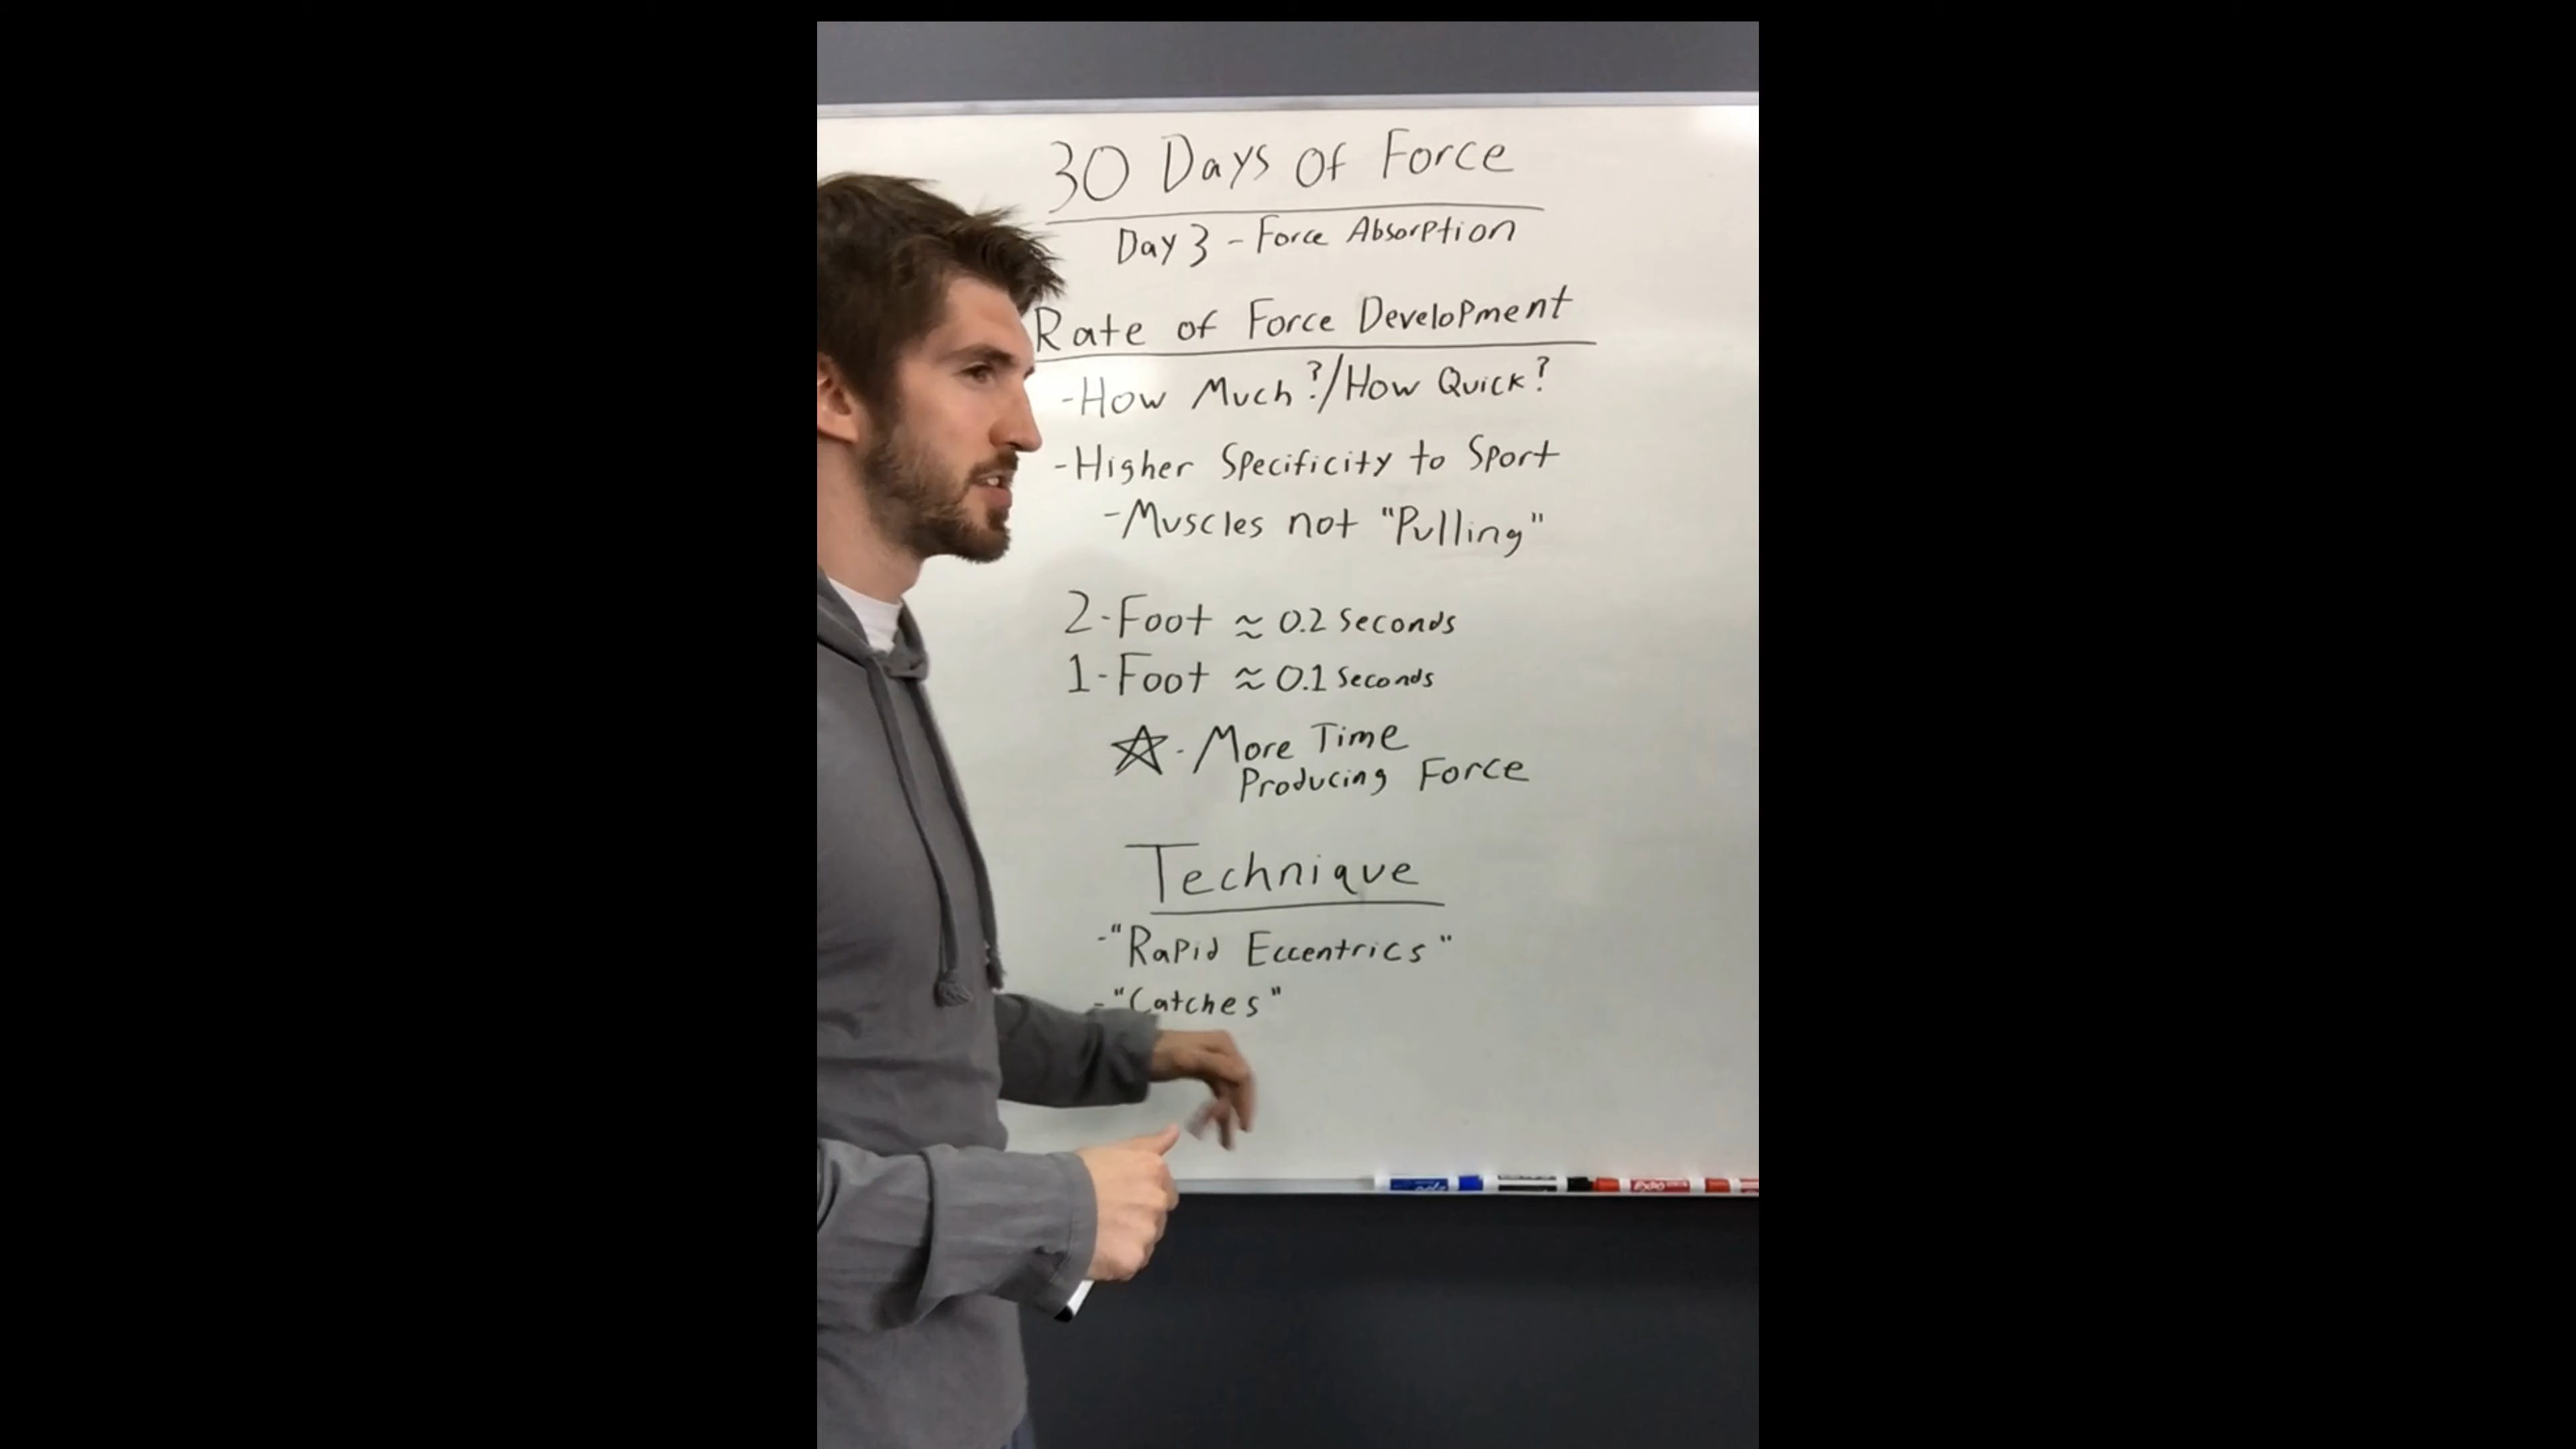 30 Days of Force
Day 3 - Force Absorption
Rate of Force Development
- How Much?/How Quick?
- Higher Specificity to Sport
- Muscles not "Pulling"
2-Foot ≈ 0.2 Seconds
1-Foot ≈ 0.1 Seconds
☆ - More Time
Producing Force
Technique
- "Rapid Eccentrics"
- "Catches"
EXPO